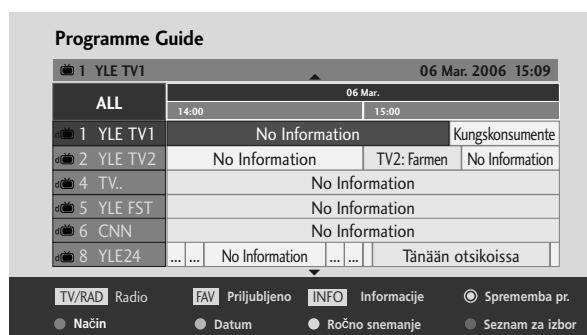 Programme Guide
1 YLE TV1 06 Mar. 2006 15:09
ALL 06 Mar.
14:00 15:00
1 YLE TV1 No Information Kungskonsumente
2 YLE TV2 No Information TV2: Farmen No Information
4 TV.. No Information
5 YLE FST No Information
6 CNN No Information
8 YLE24 ... ... No Information ... ... Tänään otsikoissa
TV/RAD Radio FAV Priljubljeno INFO Informacije Sprememba pr.
Način Datum Ročno snemanje Seznam za izbor